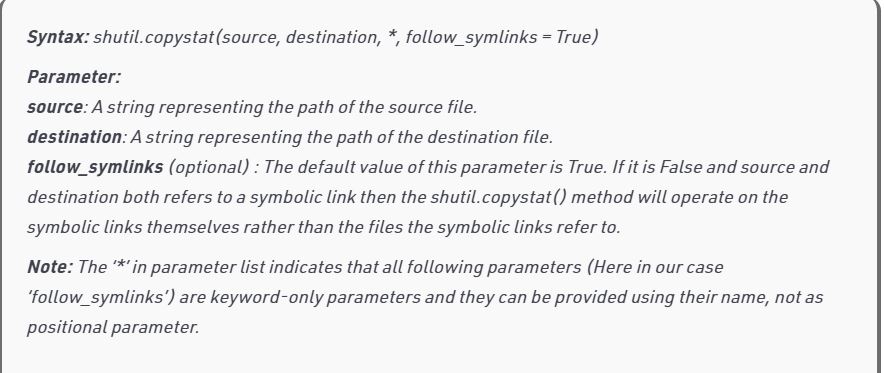 Syntax: shutil.copystat(source, destination, *, follow_symlinks = True)
Parameter:
source: A string representing the path of the source file.
destination: A string representing the path of the destination file.
follow_symlinks (optional) : The default value of this parameter is True. If it is False and source and
destination both refers to a symbolic link then the shutil.copystat() method will operate on the
symbolic links themselves rather than the files the symbolic links refer to.
Note: The ‘*’ in parameter list indicates that all following parameters (Here in our case
‘follow_symlinks’) are keyword-only parameters and they can be provided using their name, not as
positional parameter.